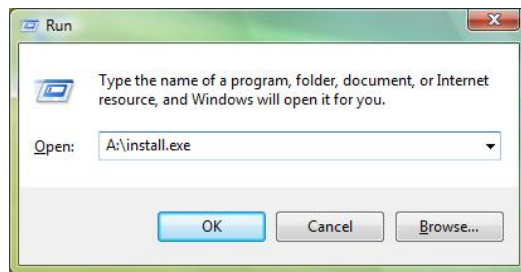 Run
Type the name of a program, folder, document, or Internet
resource, and Windows will open it for you.
Open: A:\install.exe
OK Cancel Browse...